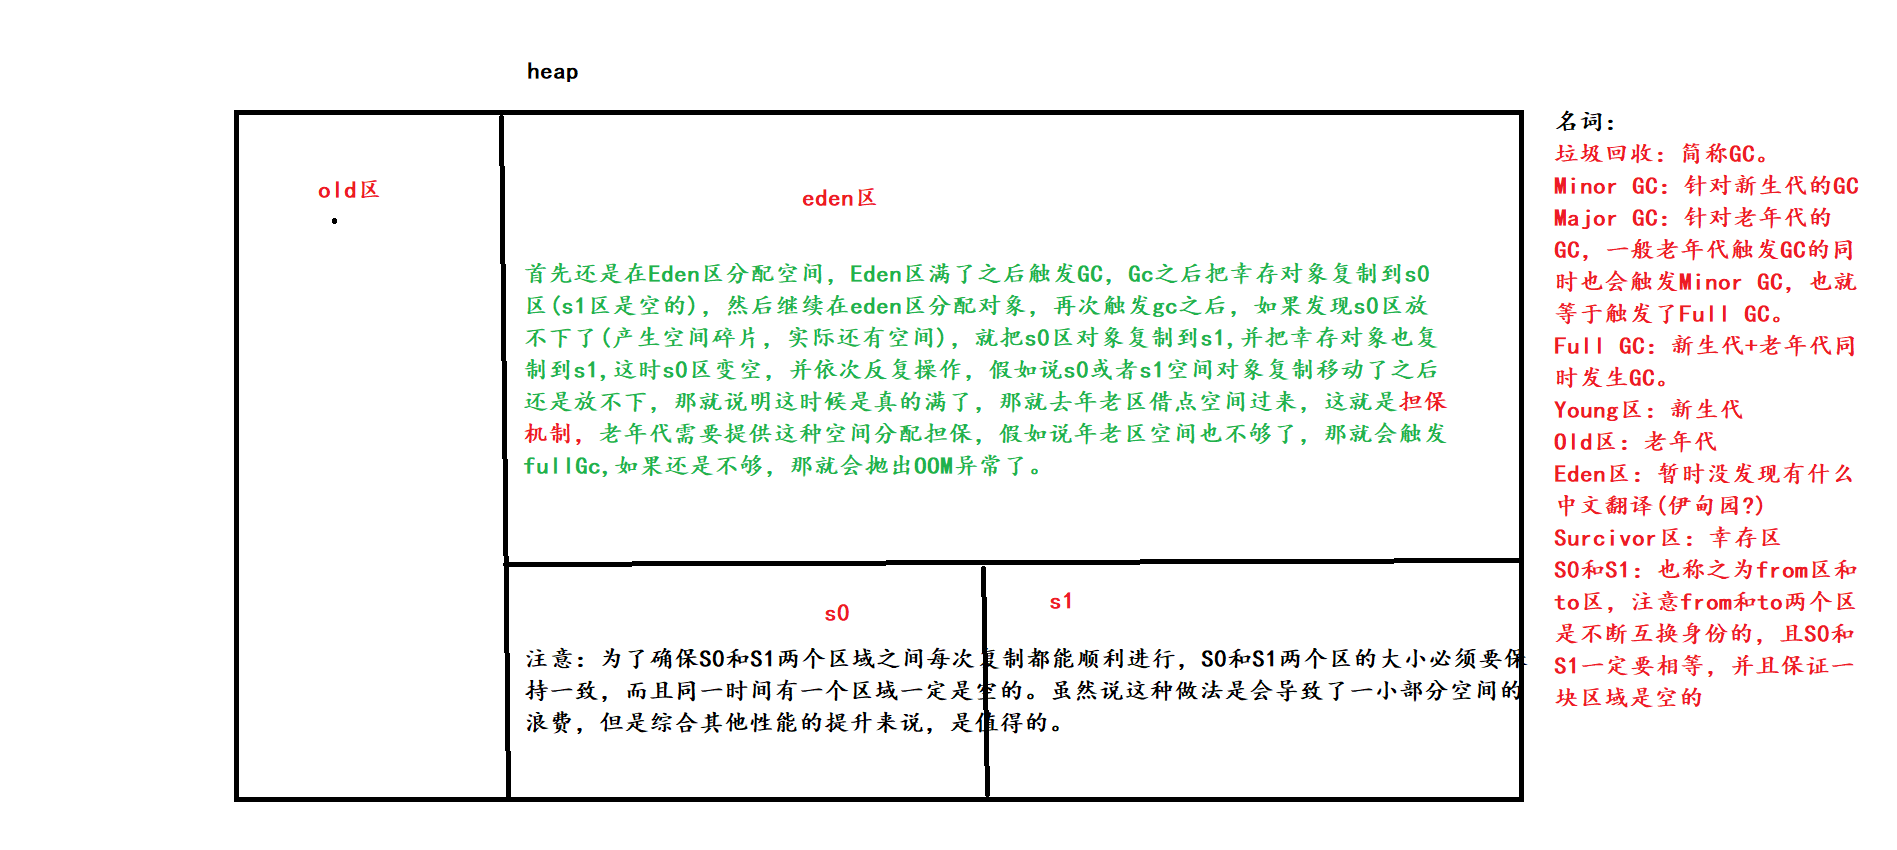 heap
old区
eden区
首先还是在Eden区分配空间，Eden区满了之后触发GC，Gc之后把幸存对象复制到s0
区(s1区是空的)，然后继续在eden区分配对象，再次触发gc之后，如果发现s0区放
不下了(产生空间碎片，实际还有空间)，就把s0区对象复制到s1,并把幸存对象也复
制到s1,这时s0区变空，并依次反复操作，假如说s0或者s1空间对象复制移动了之后
还是放不下，那就说明这时候是真的满了，那就去年老区借点空间过来，这就是担保
机制，老年代需要提供这种空间分配担保，假如说年老区空间也不够了，那就会触发
fullGc,如果还是不够，那就会抛出OOM异常了。
s0
s1
注意：为了确保S0和S1两个区域之间每次复制都能顺利进行，S0和S1两个区的大小必须要保
持一致，而且同一时间有一个区域一定是空的。虽然说这种做法是会导致了一小部分空间的
浪费，但是综合其他性能的提升来说，是值得的。
名词：
垃圾回收：简称GC。
Minor GC：针对新生代的GC
Major GC：针对老年代的
GC，一般老年代触发GC的同
时也会触发Minor GC，也就
等于触发了Full GC。
Full GC：新生代+老年代同
时发生GC。
Young区：新生代
Old区：老年代
Eden区：暂时没发现有什么
中文翻译(伊甸园?)
Surcivor区：幸存区
S0和S1：也称之为from区和
to区，注意from和to两个区
是不断互换身份的，且S0和
S1一定要相等，并且保证一
块区域是空的